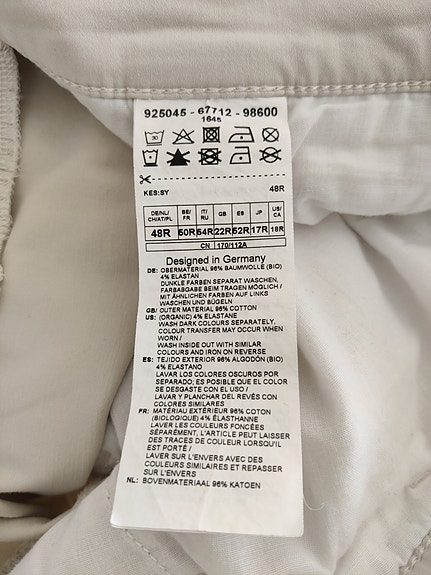 925045 - 67712 - 98600
1645
KES:SY 48R
DE/NL/ CH/AT/PL BE/ FR IT/ RU GB ES JP US/ CA
48R 50R 54R 22R 52R 17R 18R
CN 170/112A
Designed in Germany
DE: OBERMATERIAL 96% BAUMWOLLE (BIO)
4% ELASTAN
DUNKLE FARBEN SEPARAT WASCHEN,
FARBABGABE BEIM TRAGEN MÖGLICH /
MIT ÄHNLICHEN FARBEN AUF LINKS
WASCHEN UND BÜGELN
GB/ OUTER MATERIAL 96% COTTON
US: (ORGANIC) 4% ELASTANE
WASH DARK COLOURS SEPARATELY,
COLOUR TRANSFER MAY OCCUR WHEN
WORN /
WASH INSIDE OUT WITH SIMILAR
COLOURS AND IRON ON REVERSE
ES: TEJIDO EXTERIOR 96% ALGODÓN (BIO)
4% ELASTANO
LAVAR LOS COLORES OSCUROS POR
SEPARADO; ES POSIBLE QUE EL COLOR
SE DESGASTE CON EL USO /
LAVAR Y PLANCHAR DEL REVÉS CON
COLORES SIMILARES
FR: MATÉRIAU EXTÉRIEUR 96% COTON
(BIOLOGIQUE) 4% ÉLASTHANNE
LAVER LES COULEURS FONCÉES
SÉPARÉMENT, L'ARTICLE PEUT LAISSER
DES TRACES DE COULEUR LORSQU'IL
EST PORTÉ /
LAVER SUR L'ENVERS AVEC DES
COULEURS SIMILAIRES ET REPASSER
SUR L'ENVERS
NL: BOVENMATERIAAL 96% KATOEN